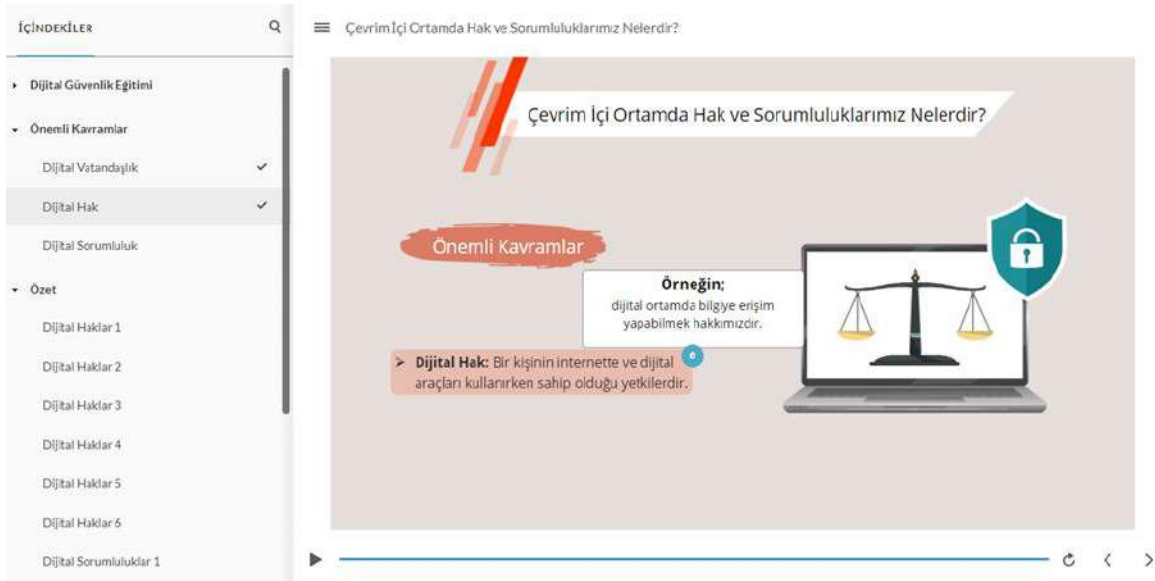 İÇİNDEKİLER
Dijital Güvenlik Eğitimi
Önemli Kavramlar
Dijital Vatandaşlık
Dijital Hak
Dijital Sorumluluk
Özet
Dijital Haklar 1
Dijital Haklar 2
Dijital Haklar 3
Dijital Haklar 4
Dijital Haklar 5
Dijital Haklar 6
Dijital Sorumluluklar 1
Çevrim İçi Ortamda Hak ve Sorumluluklarımız Nelerdir?
Çevrim İçi Ortamda Hak ve Sorumluluklarımız Nelerdir?
Önemli Kavramlar
Örneğin;
dijital ortamda bilgiye erişim
yapabilmek hakkımızdır.
➢ Dijital Hak: Bir kişinin internette ve dijital
araçları kullanırken sahip olduğu yetkilerdir.